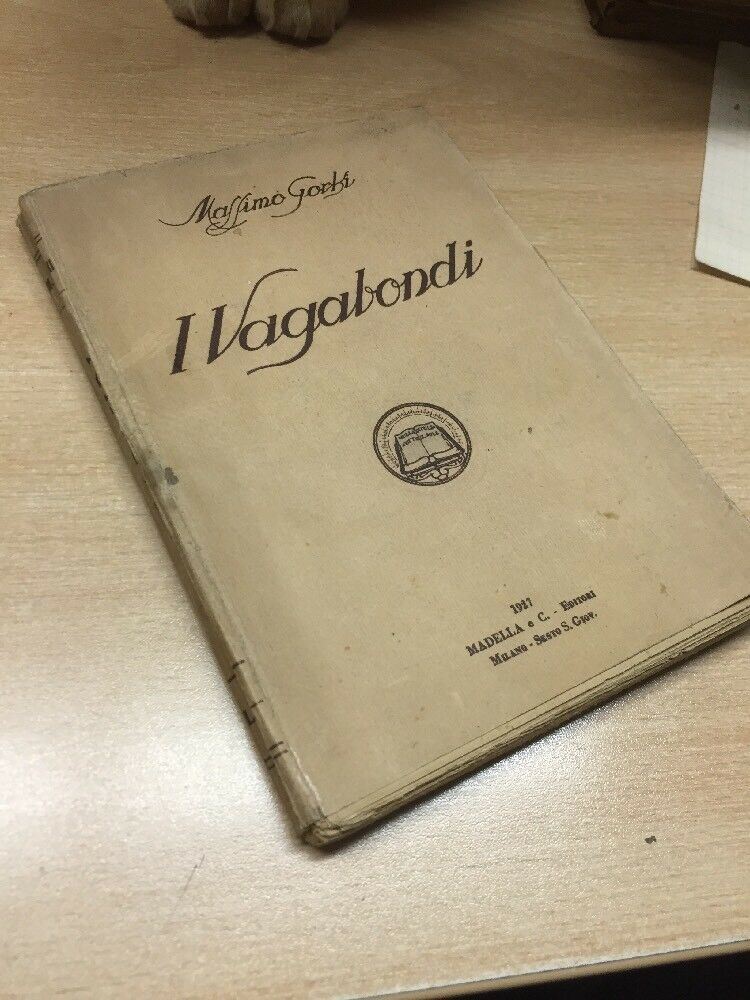 Massimo Gorki
I Vagabondi
1927
MADELLA e C. - EDITORI
MILANO - SESTO S. GIOV.